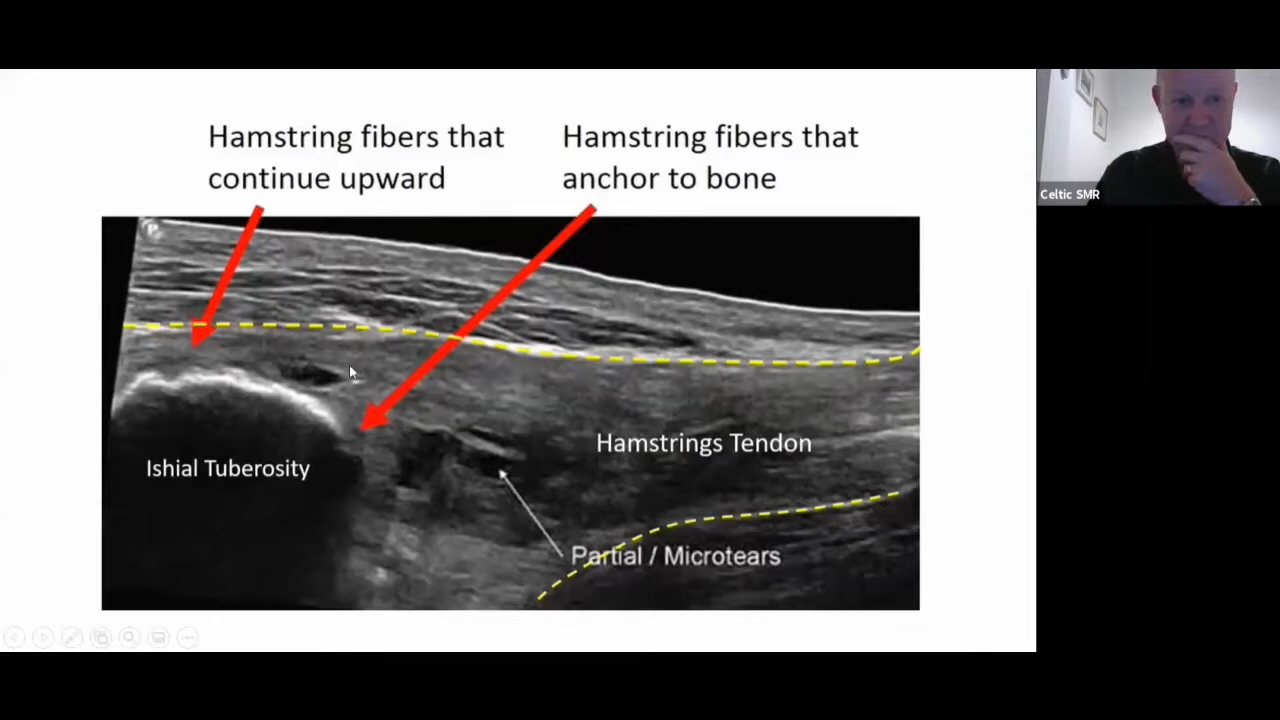 Hamstring fibers that
continue upward
Hamstring fibers that
anchor to bone
Celtic SMR
P
Ishial Tuberosity
Hamstrings Tendon
Partial / Microtears